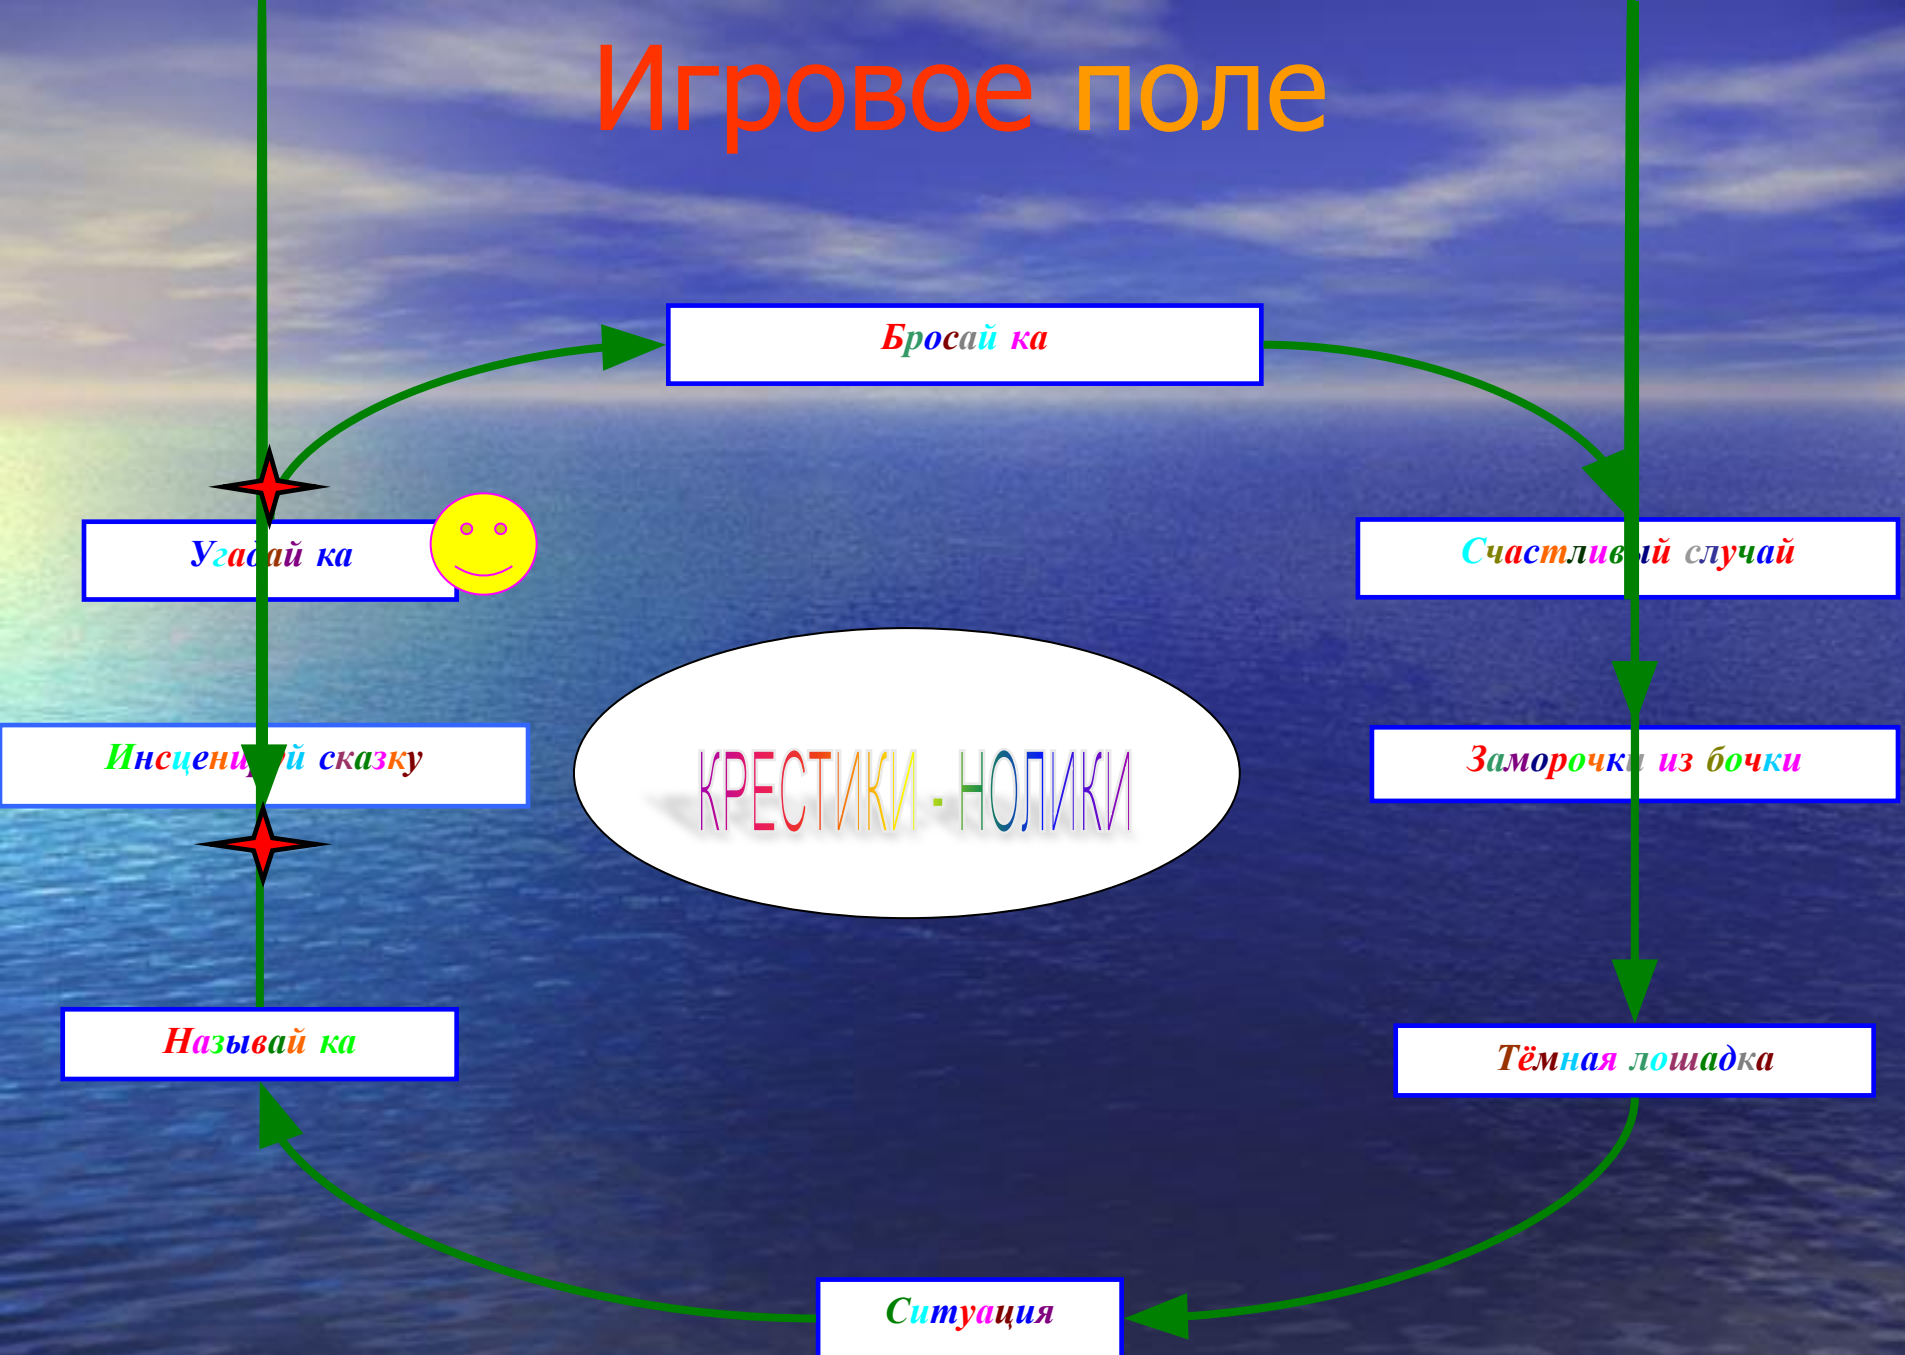 Игровое поле
Бросай ка
Угадай ка
Счастливый случай
Инсценируй сказку
КРЕСТИКИ - НОЛИКИ
Заморочки из бочки
Называй ка
Тёмная лошадка
Ситуация